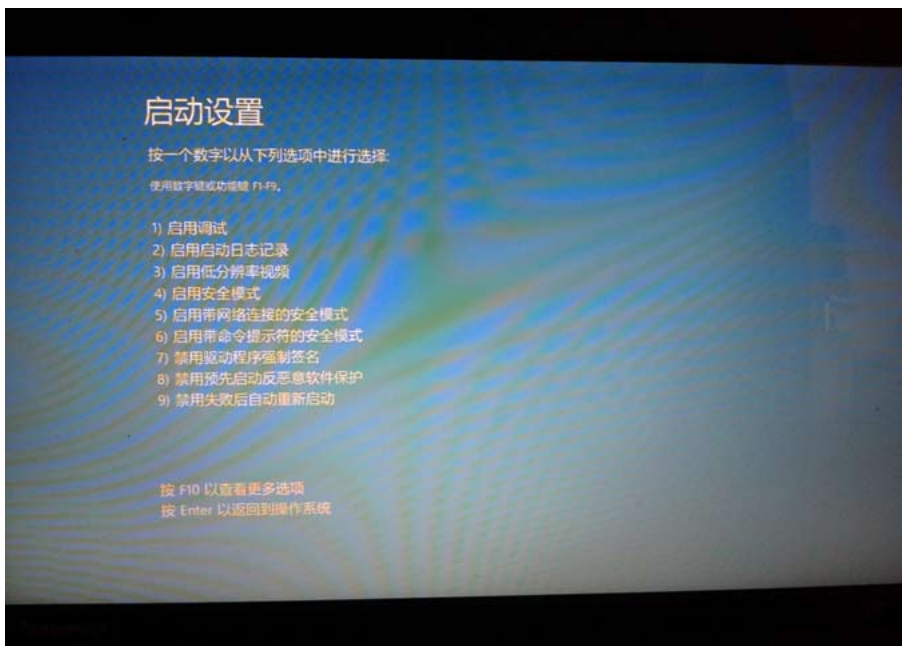 启动设置
按一个数字以从下列选项中进行选择:
使用数字键或功能键 F1-F9。
1) 启用调试
2) 启用启动日志记录
3) 启用低分辨率视频
4) 启用安全模式
5) 启用带网络连接的安全模式
6) 启用带命令提示符的安全模式
7) 禁用驱动程序强制签名
8) 禁用预先启动反恶意软件保护
9) 禁用失败后自动重新启动
按 F10 以查看更多选项
按 Enter 以返回到操作系统